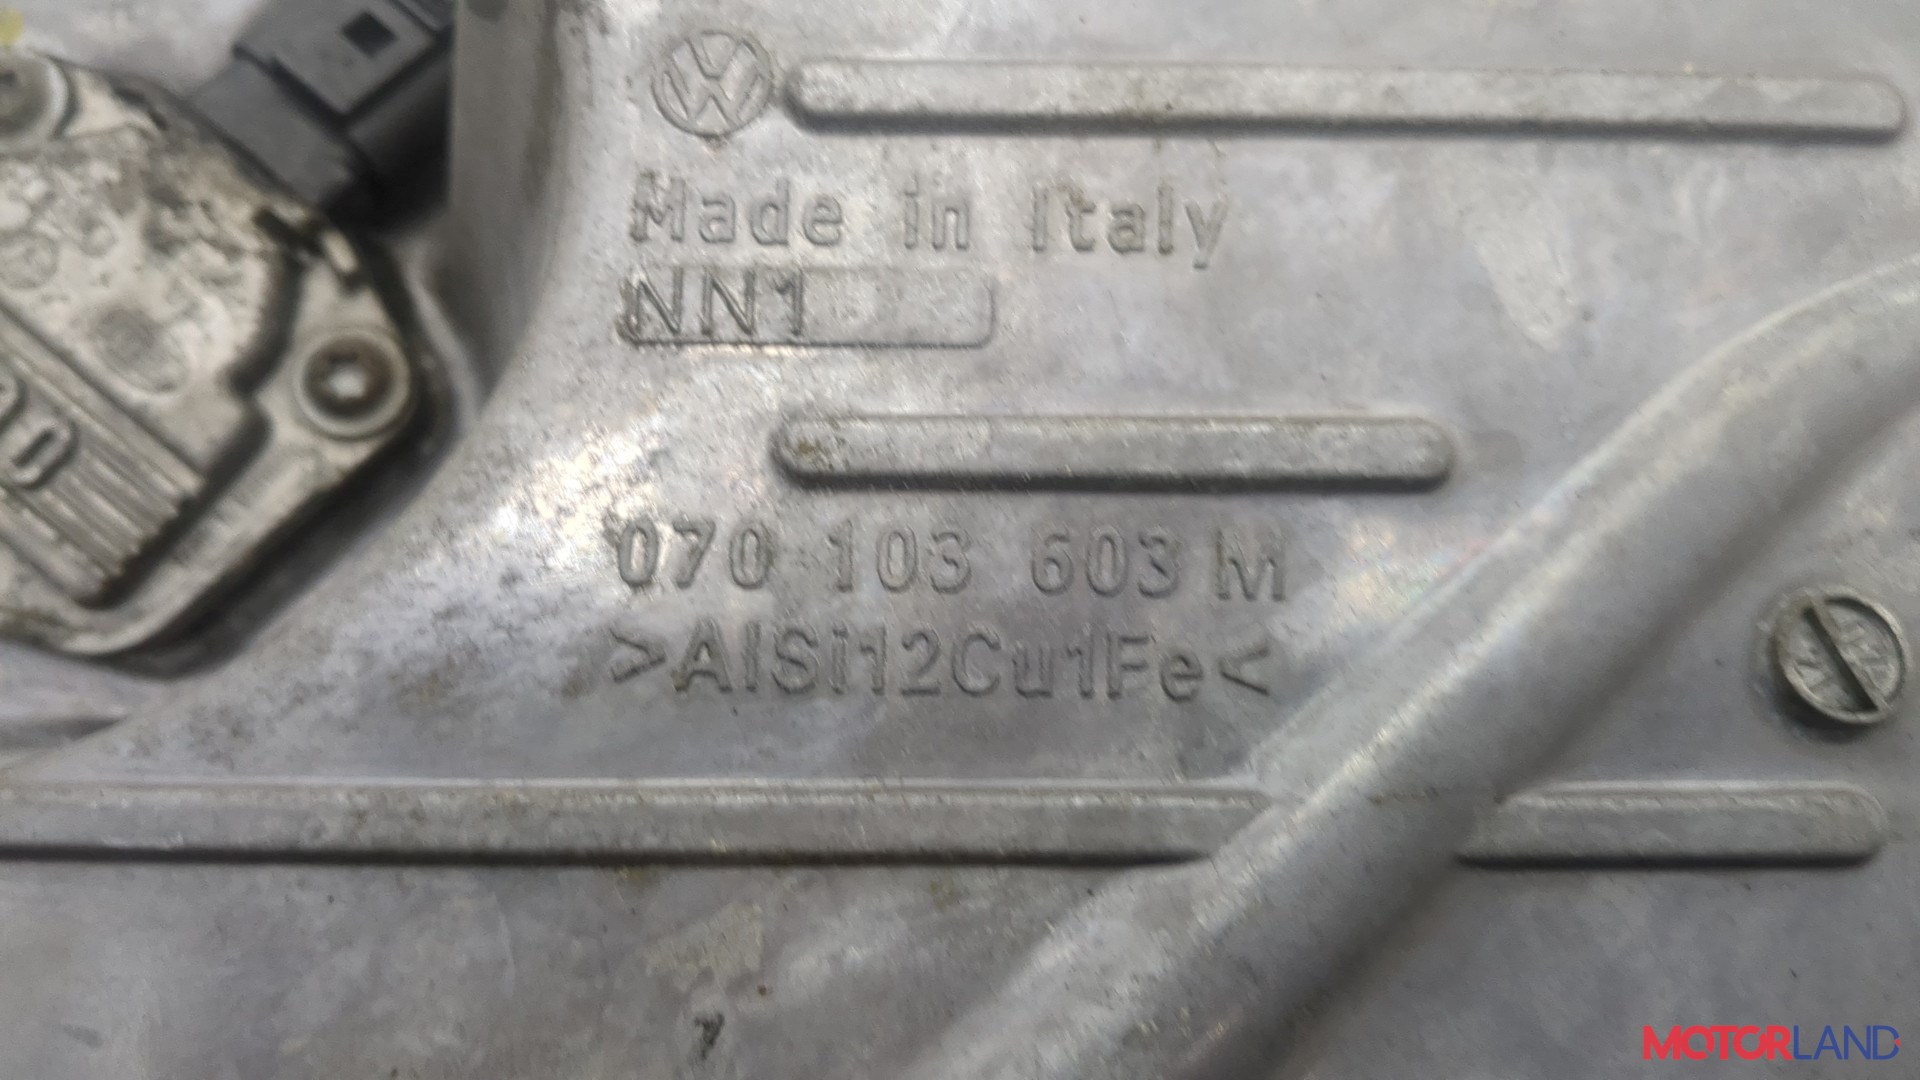 Made in Italy
NN1
070 103 603 M
>AlSi12Cu1Fe<
MOTORLAND